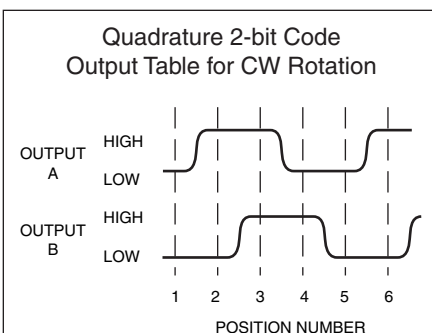 Quadrature 2-bit Code
Output Table for CW Rotation
OUTPUT
A
HIGH
LOW
OUTPUT
B
HIGH
LOW
1 2 3 4 5 6
POSITION NUMBER